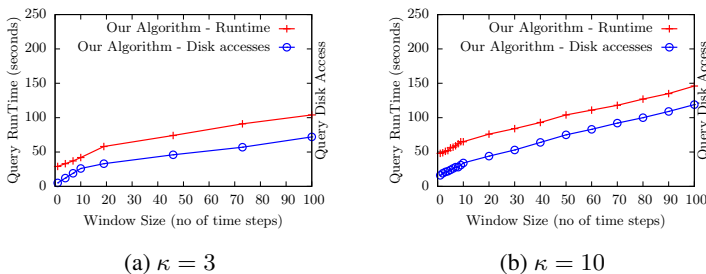 Our Algorithm - Runtime
Our Algorithm - Disk accesses
Query RunTime (seconds)
Query Disk Access
250
200
150
100
50
0
0 10 20 30 40 50 60 70 80 90 100
Window Size (no of time steps)
(a) κ = 3
Our Algorithm - Runtime
Our Algorithm - Disk accesses
Query RunTime (seconds)
Query Disk Access
250
200
150
100
50
0
0 10 20 30 40 50 60 70 80 90 100
Window Size (no of time steps)
(b) κ = 10